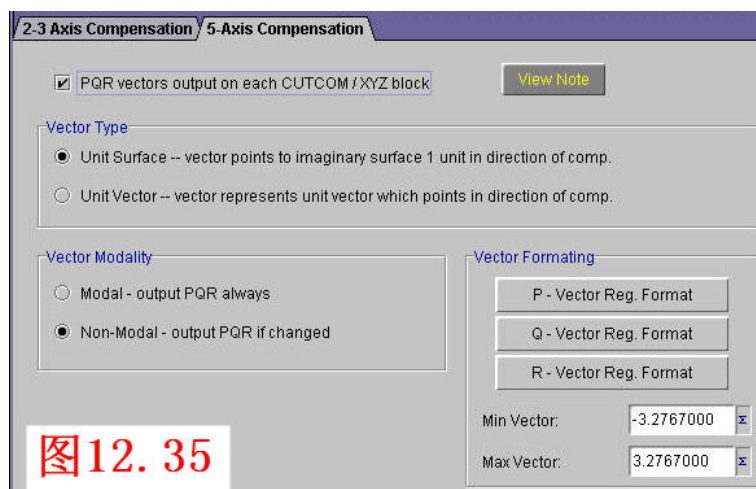 2-3 Axis Compensation
5-Axis Compensation
PQR vectors output on each CUTCOM / XYZ block
View Note
Vector Type
Unit Surface -- vector points to imaginary surface 1 unit in direction of comp.
Unit Vector -- vector represents unit vector which points in direction of comp.
Vector Modality
Modal - output PQR always
Non-Modal - output PQR if changed
Vector Formating
P - Vector Reg. Format
Q - Vector Reg. Format
R - Vector Reg. Format
Min Vector:
-3.2767000
Σ
Max Vector:
3.2767000
Σ
图12.35